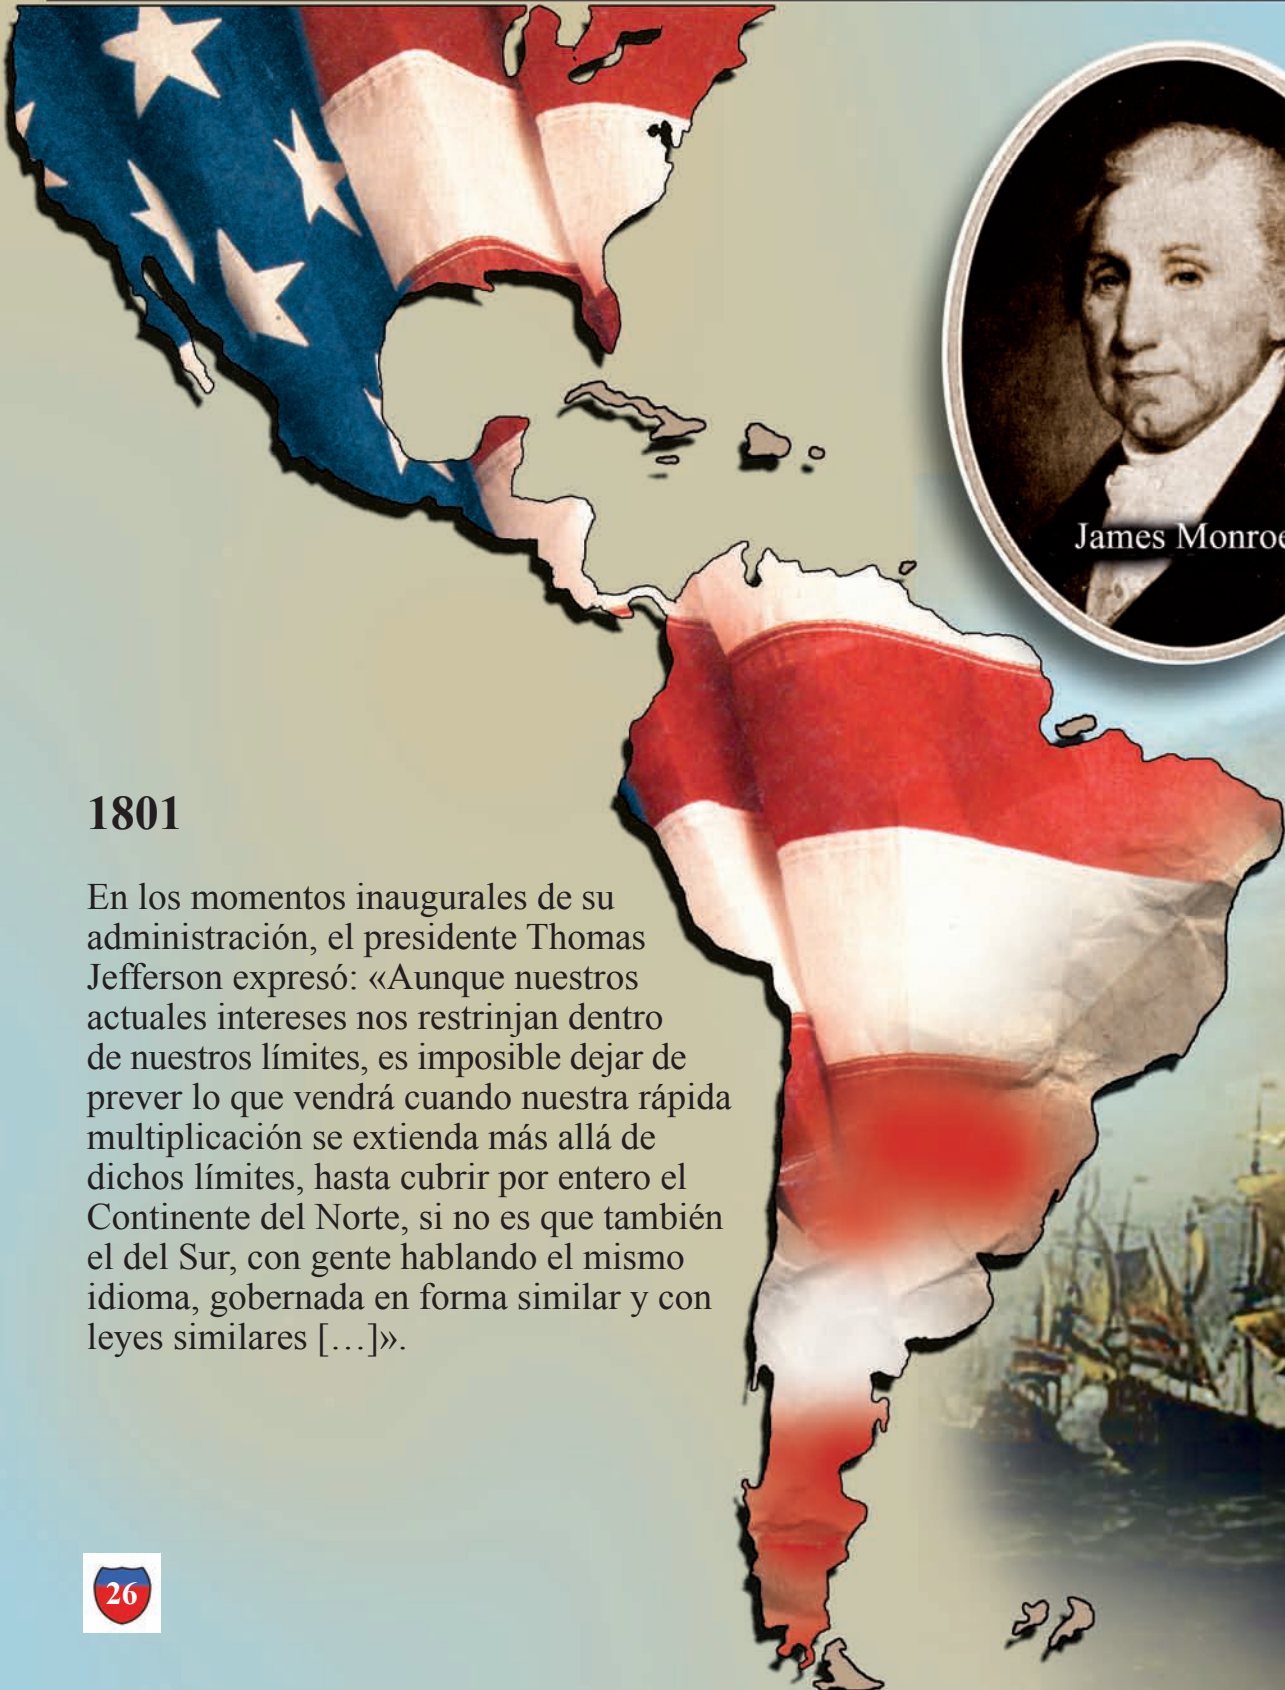 James Monroe
1801
En los momentos inaugurales de su
administración, el presidente Thomas
Jefferson expresó: «Aunque nuestros
actuales intereses nos restrinjan dentro
de nuestros límites, es imposible dejar de
prever lo que vendrá cuando nuestra rápida
multiplicación se extienda más allá de
dichos límites, hasta cubrir por entero el
Continente del Norte, si no es que también
el del Sur, con gente hablando el mismo
idioma, gobernada en forma similar y con
leyes similares […]».
26